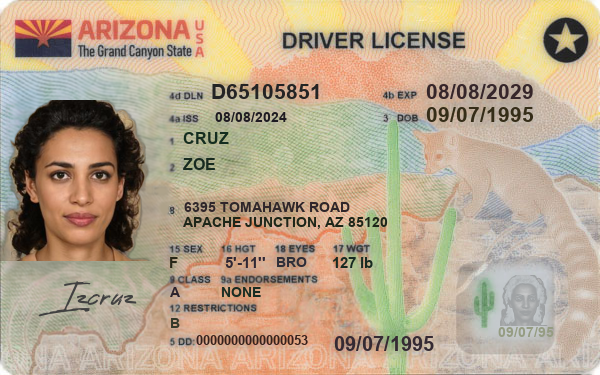 ARIZONA USA
The Grand Canyon State
DRIVER LICENSE
4d DLN D65105851
4b EXP 08/08/2029
4a ISS 08/08/2024
3 DOB 09/07/1995
1 CRUZ
2 ZOE
8 6395 TOMAHAWK ROAD
APACHE JUNCTION, AZ 85120
15 SEX F
16 HGT 5'-11"
18 EYES BRO
17 WGT 127 lb
9 CLASS A
9a ENDORSEMENTS NONE
12 RESTRICTIONS B
Izcruz
5 DD: 0000000000000053
09/07/1995
09/07/95
ARIZONA ARIZONA ARIZONA ARIZONA